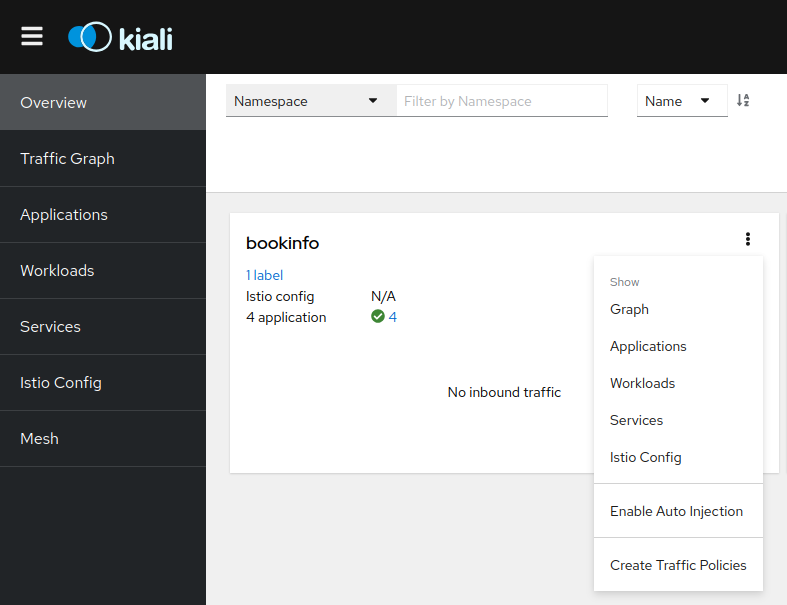 kiali
Overview
Traffic Graph
Applications
Workloads
Services
Istio Config
Mesh
Namespace
Filter by Namespace
Name
bookinfo
1 label
Istio config N/A
4 application 4
No inbound traffic
Show
Graph
Applications
Workloads
Services
Istio Config
Enable Auto Injection
Create Traffic Policies